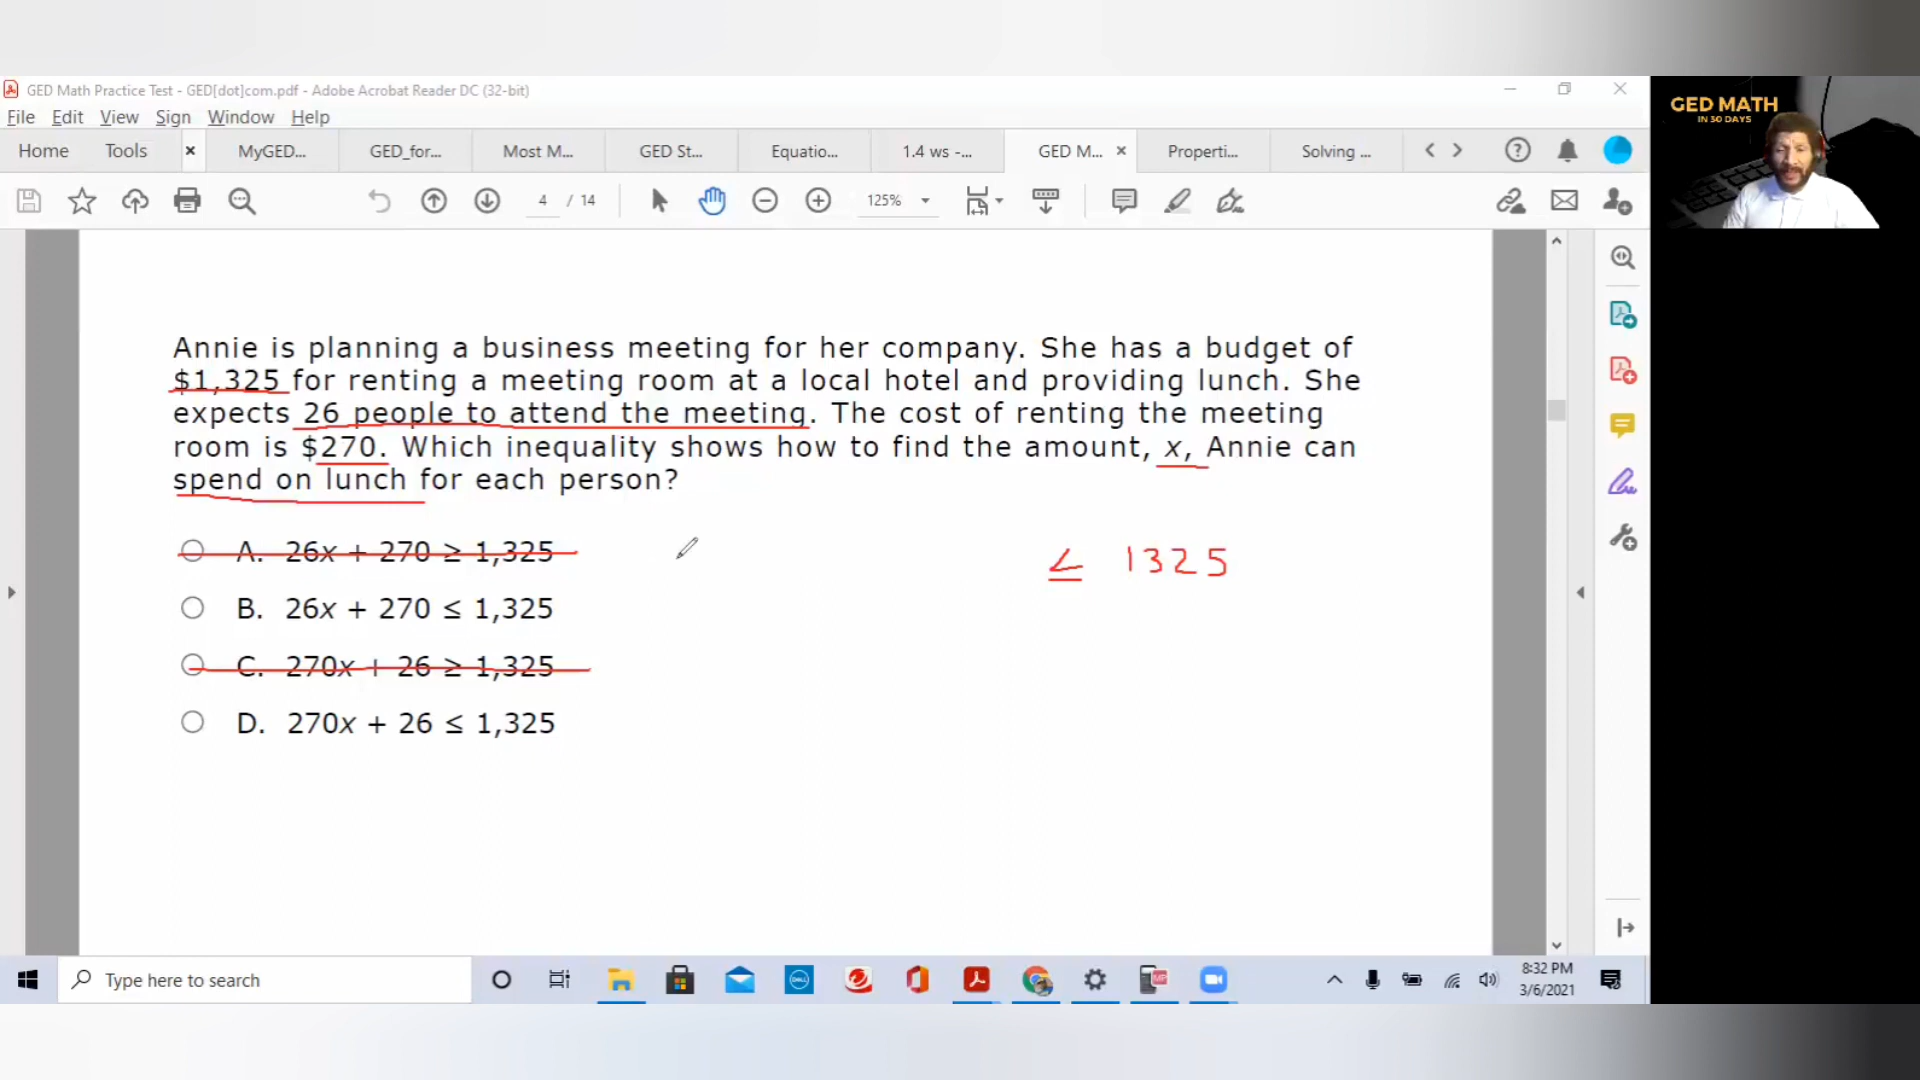 GED Math Practice Test - GED[dot]com.pdf - Adobe Acrobat Reader DC (32-bit)
File Edit View Sign Window Help
Home Tools × MyGED... GED_for... Most M... GED St... Equatio... 1.4 ws -... GED M... × Properti... Solving ...
4 / 14 125%
GED MATH
IN 30 DAYS
Annie is planning a business meeting for her company. She has a budget of
$1,325 for renting a meeting room at a local hotel and providing lunch. She
expects 26 people to attend the meeting. The cost of renting the meeting
room is $270. Which inequality shows how to find the amount, x, Annie can
spend on lunch for each person?
A. 26x + 270 ≥ 1,325
≤ 1325
B. 26x + 270 ≤ 1,325
C. 270x + 26 ≥ 1,325
D. 270x + 26 ≤ 1,325
Type here to search
DELL
8:32 PM
3/6/2021